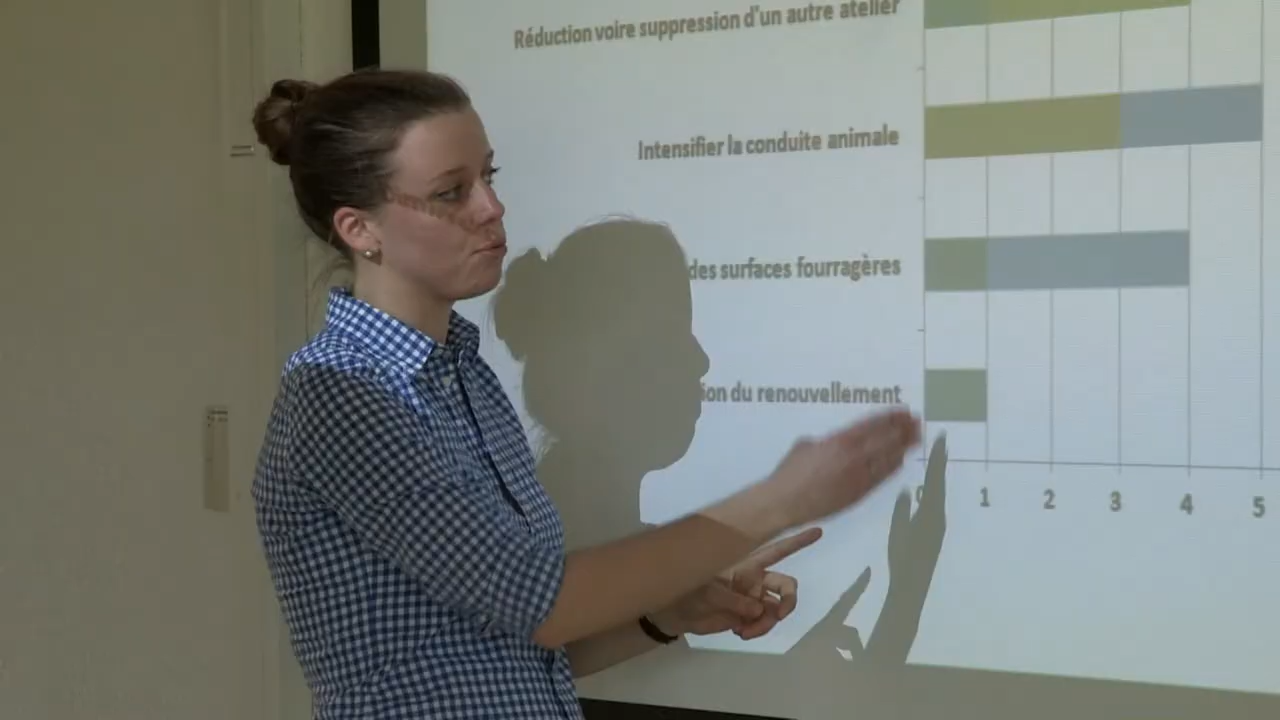 Réduction voire suppression d'un autre atelier
Intensifier la conduite animale
des surfaces fourragères
du renouvellement
0 1 2 3 4 5